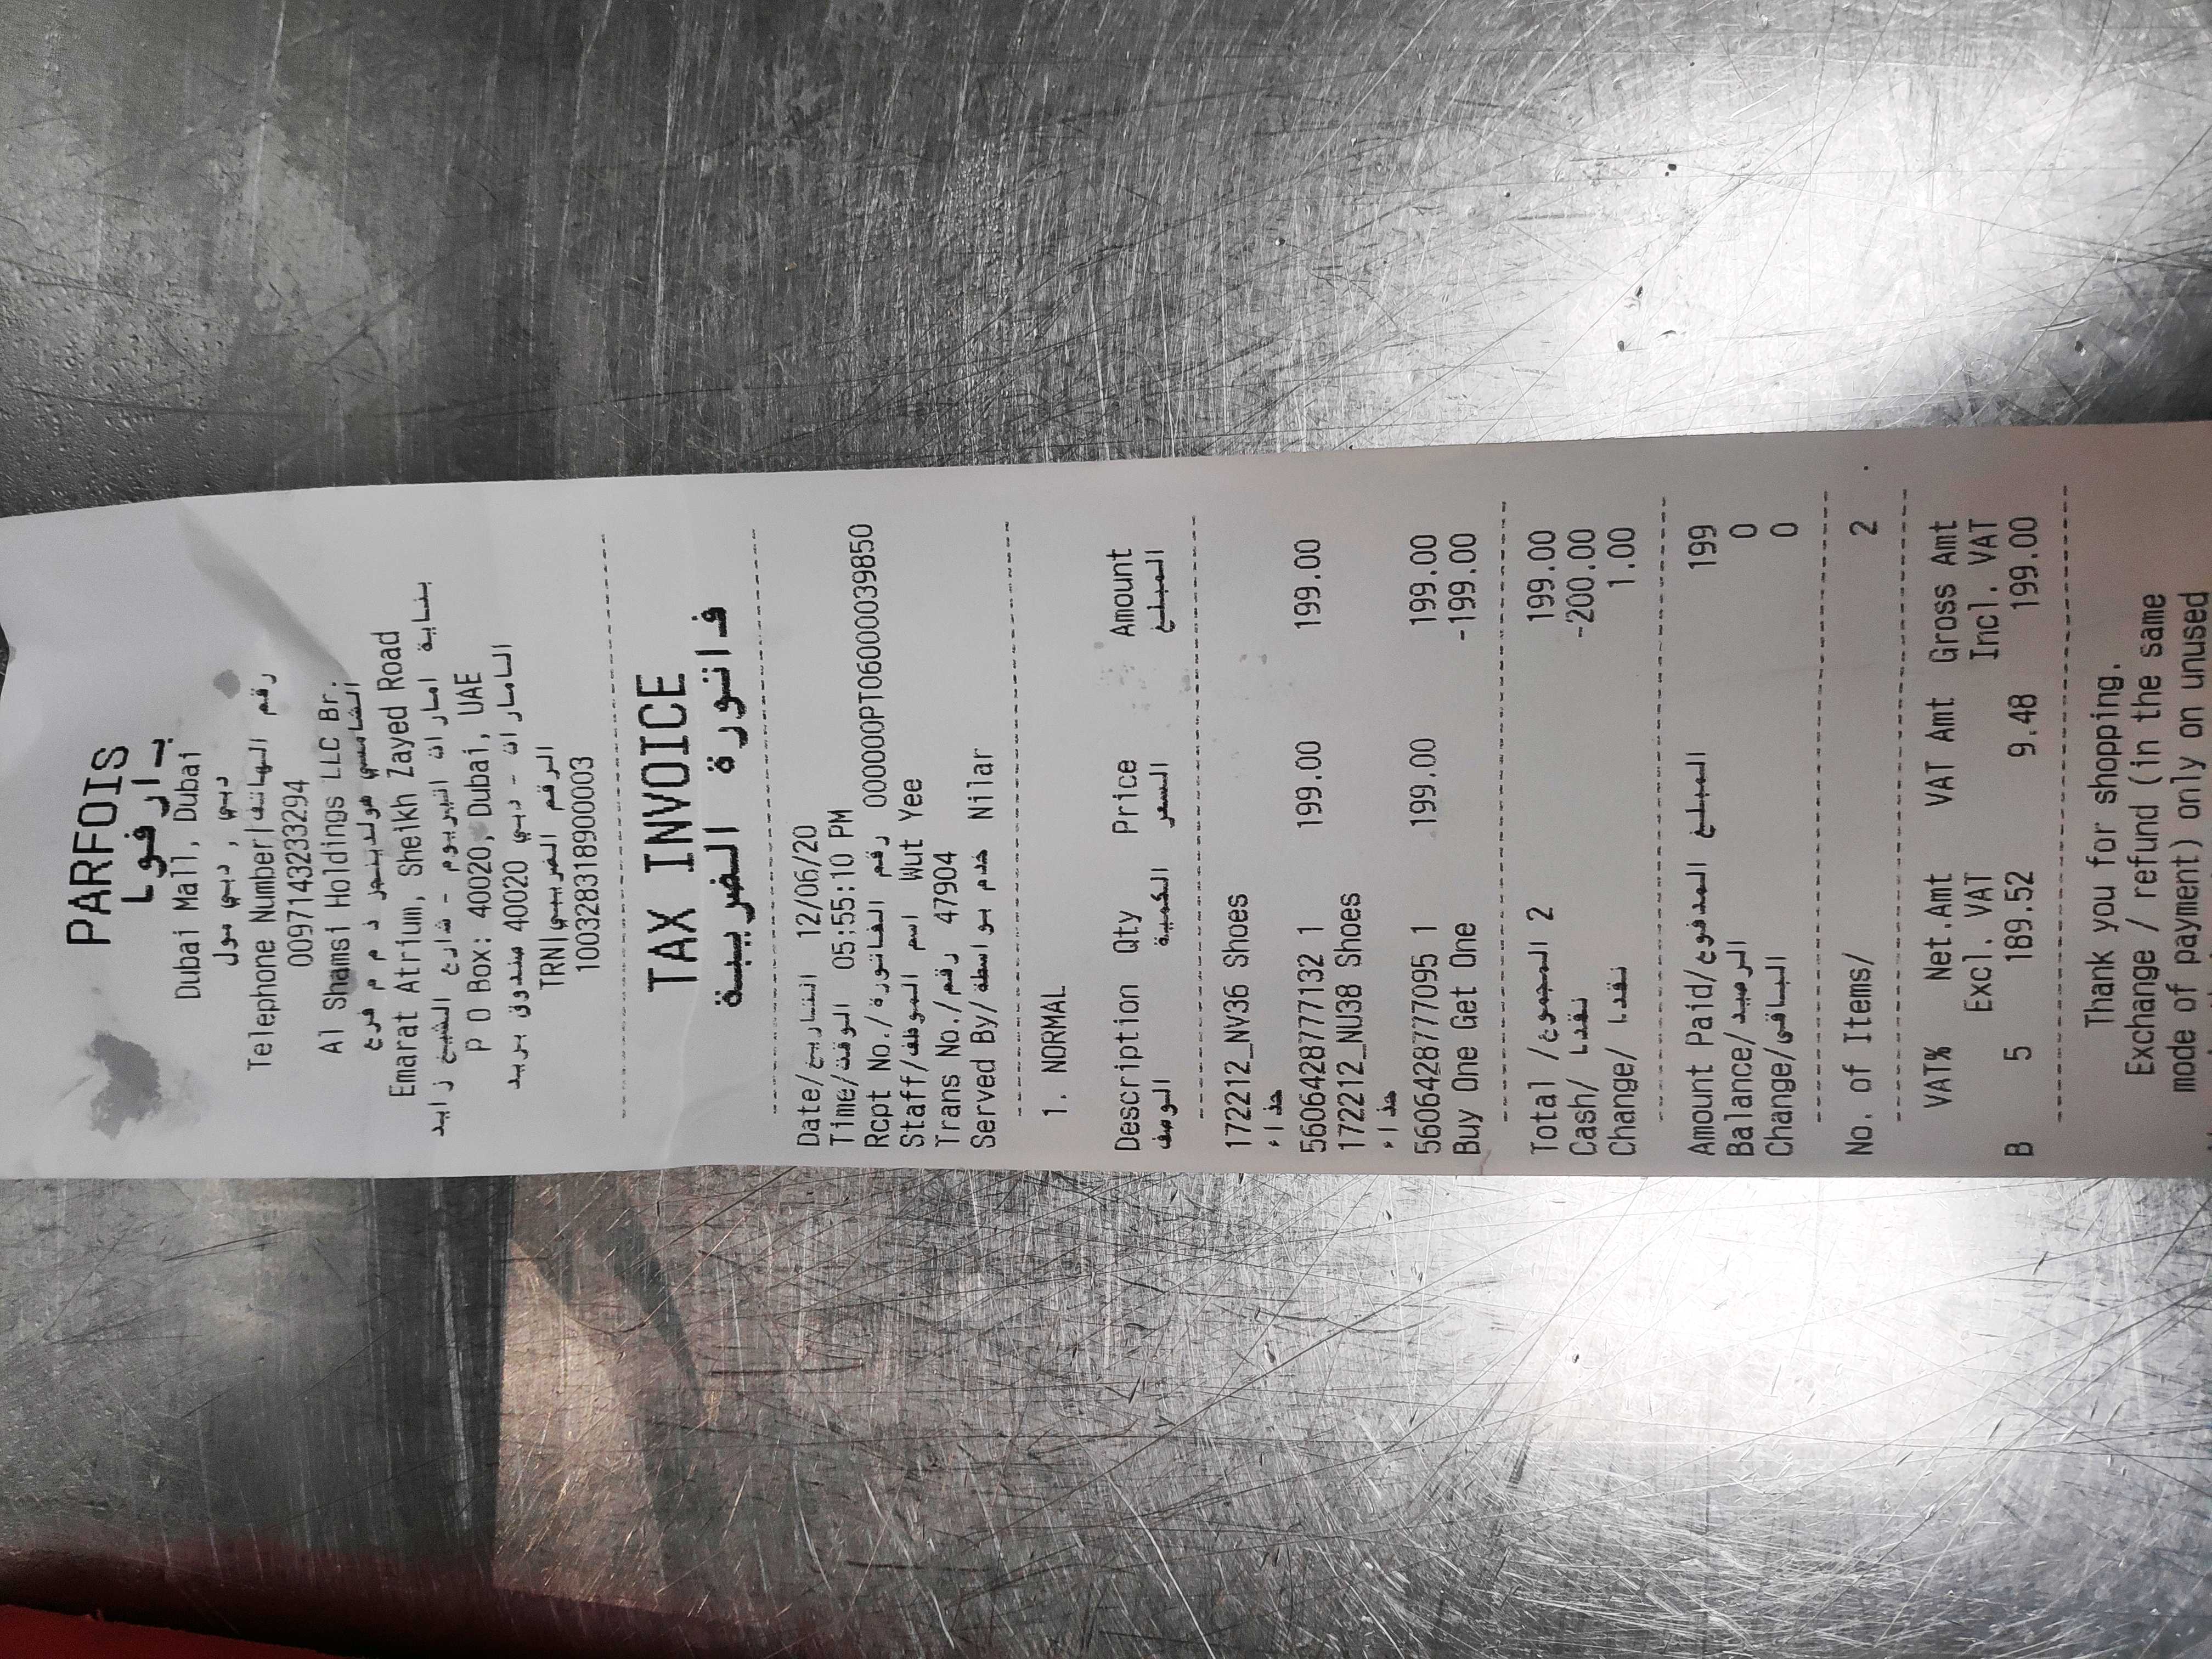 PARFOIS
بارفوا
Dubai Mall, Dubai
دبي مول , دبي
Telephone Number|رقم الهاتف
0097143233294
Al Shamsi Holdings LLC Br.
الشامسي هولدينجز ذ م م فرع
Emarat Atrium, Sheikh Zayed Road
بناية امارات اتيريوم - شارع الشيخ زايد
P O Box: 40020, Dubai, UAE
الامارات - دبي 40020 صندوق بريد
TRN|الرقم الضريبي
100328318900003
TAX INVOICE
فاتورة الضريبية
Date/التاريخ 12/06/20
Time/الوقت 05:55:10 PM
Rcpt No./رقم الفاتورة 000000PT06000039850
Staff/اسم الموظف Wut Yee
Trans No./رقم 47904
Served By/خدم بواسطة Nilar
1. NORMAL
Description Qty Price Amount
الوصف الكمية السعر المبلغ
172212_NV36 Shoes
حذاء
5606428777132 1 199.00 199.00
172212_NU38 Shoes
حذاء
5606428777095 1 199.00 199.00
Buy One Get One -199.00
Total /المجموع 2 199.00
Cash/ نقدا -200.00
Change/ نقدا 1.00
Amount Paid/المبلغ المدفوع 199
Balance/الرصيد 0
Change/الباقي 0
No. of Items/ 2
VAT% Net.Amt VAT Amt Gross Amt
Excl. VAT Incl. VAT
B 5 189.52 9.48 199.00
Thank you for shopping.
Exchange / refund (in the same
mode of payment) only on unused